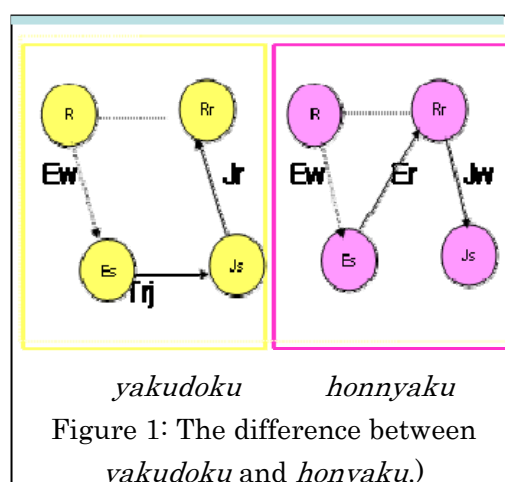 R Rr R Rr
Ew Jr Ew Er Jw
Es Js Es Js
Trj
yakudoku honnyaku
Figure 1: The difference between
yakudoku and honyaku.)